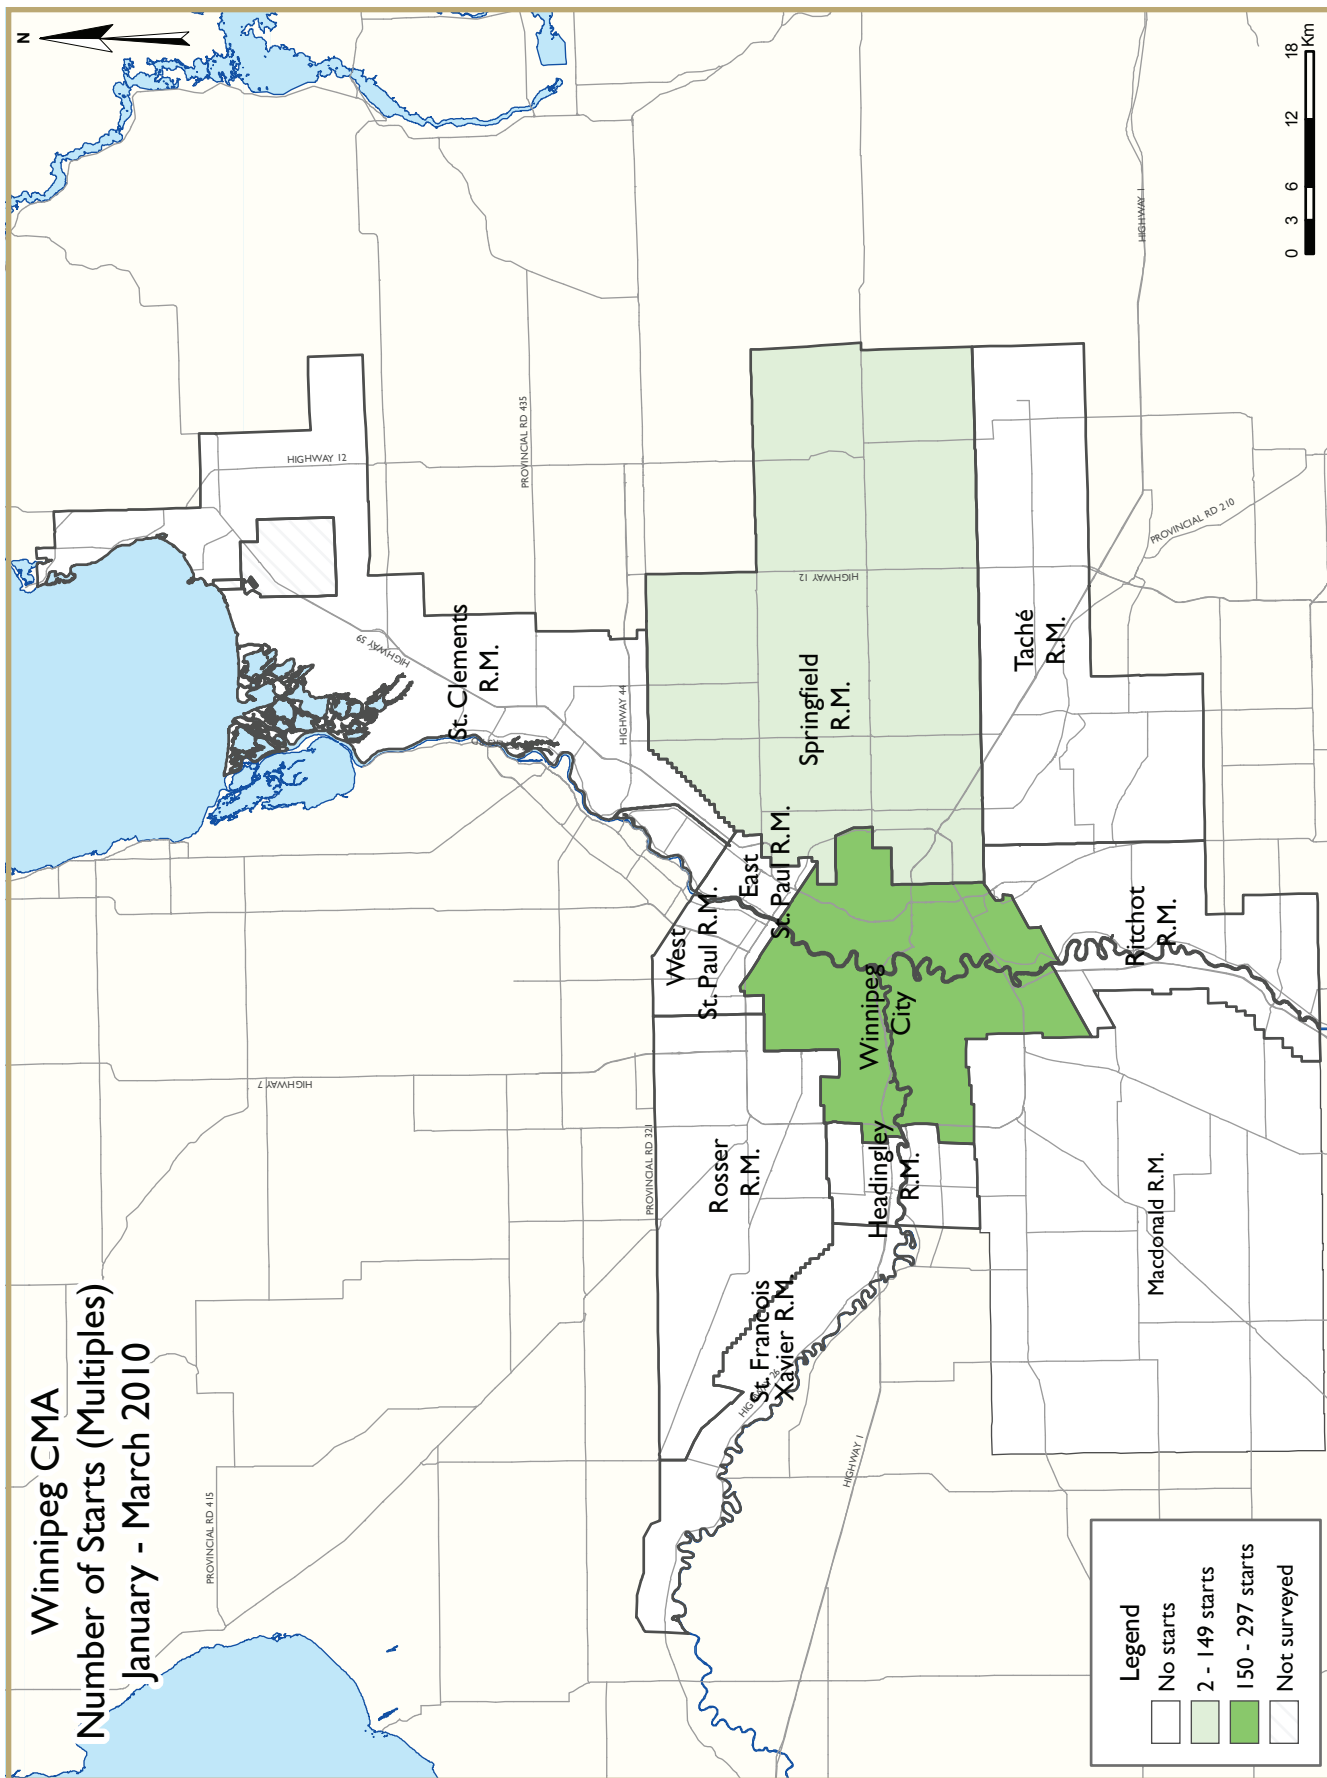 Winnipeg CMA
Number of Starts (Multiples)
January - March 2010
N
PROVINCIAL RD 415
HIGHWAY 7
HIGHWAY 12
HIGHWAY 59
PROVINCIAL RD 435
St. Clements
R.M.
HIGHWAY 44
PROVINCIAL RD 321
West
St. Paul R.M.
East
St. Paul R.M.
Rosser
R.M.
St. Francois
Xavier R.M.
Springfield
R.M.
HIGHWAY 12
Winnipeg
City
Headingley
R.M.
HIGHWAY 1
Taché
R.M.
HIGHWAY 1
PROVINCIAL RD 210
Ritchot
R.M.
Macdonald R.M.
Legend
No starts
2 - 149 starts
150 - 297 starts
Not surveyed
0 3 6 12 18
Km